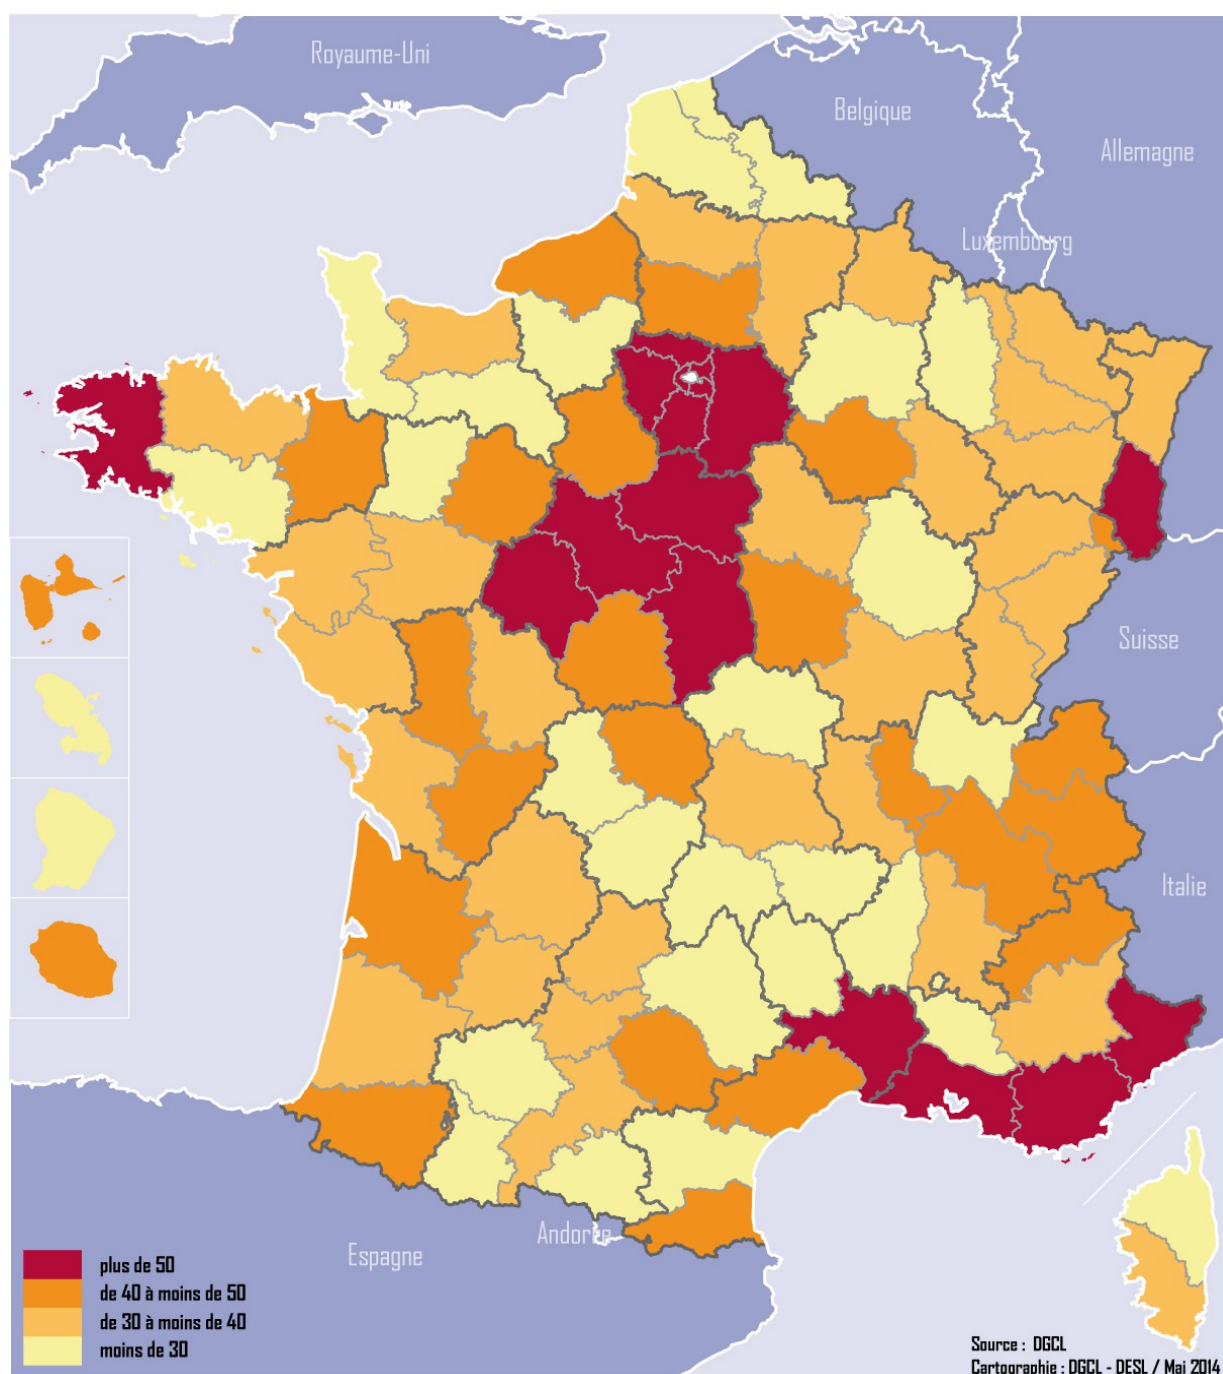 Royaume-Uni
Belgique
Allemagne
Luxembourg
Suisse
Italie
Andorre
Espagne
plus de 50
de 40 à moins de 50
de 30 à moins de 40
moins de 30
Source : DGCL
Cartographie : DGCL - DESL / Mai 2014